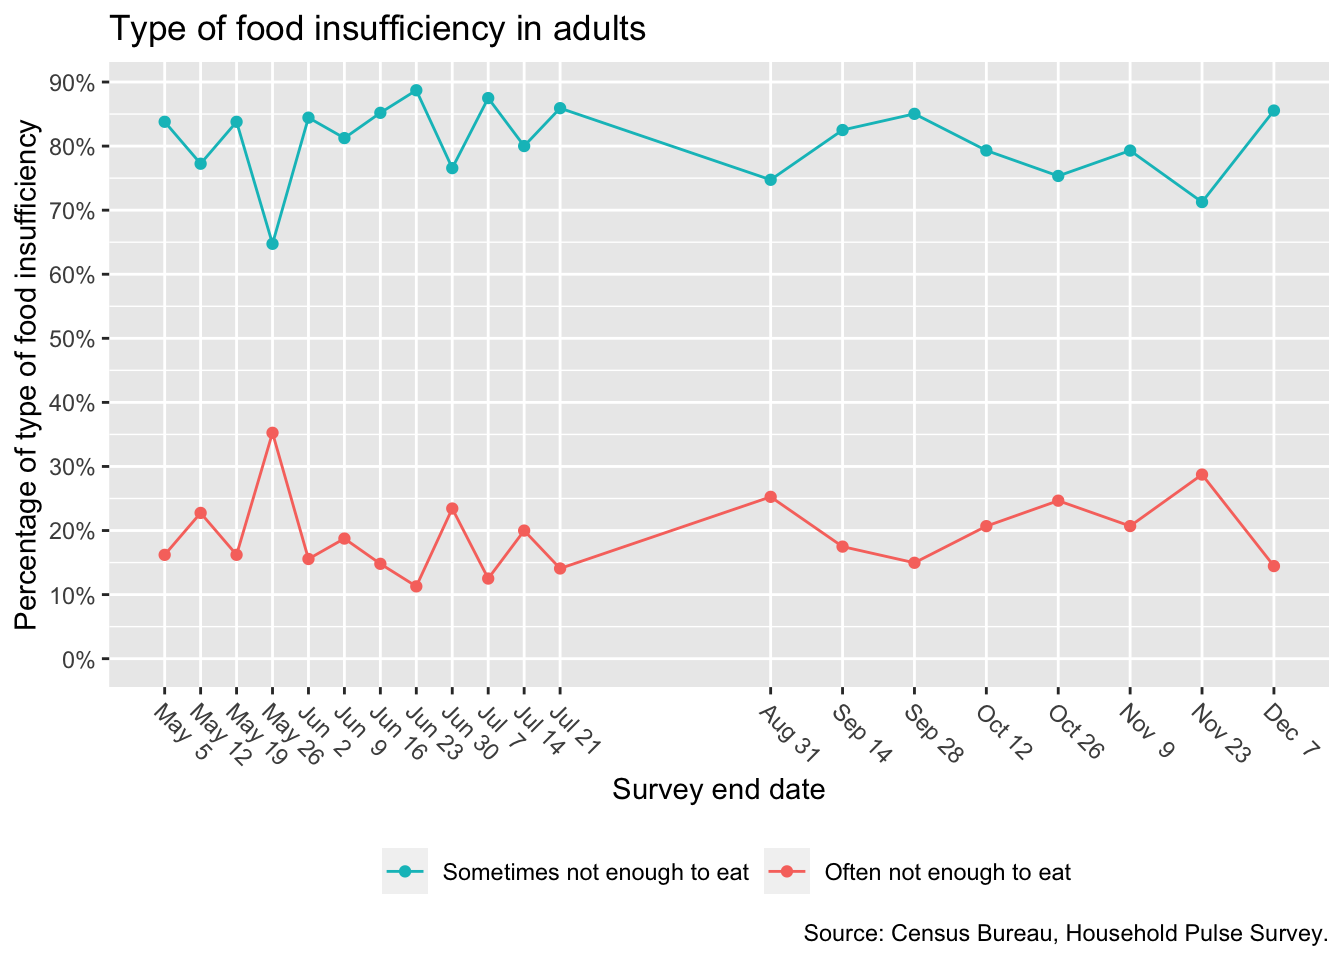 Type of food insufficiency in adults
Percentage of type of food insufficiency
90%
80%
70%
60%
50%
40%
30%
20%
10%
0%
May 5
May 12
May 19
May 26
Jun 2
Jun 9
Jun 16
Jun 23
Jun 30
Jul 7
Jul 14
Jul 21
Aug 31
Sep 14
Sep 28
Oct 12
Oct 26
Nov 9
Nov 23
Dec 7
Survey end date
Sometimes not enough to eat
Often not enough to eat
Source: Census Bureau, Household Pulse Survey.